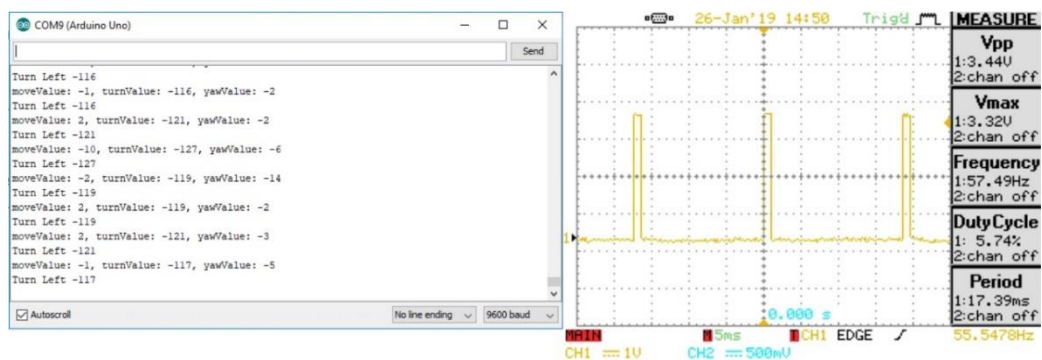 COM9 (Arduino Uno)
Send
Turn Left -116
moveValue: -1, turnValue: -116, yawValue: -2
Turn Left -116
moveValue: 2, turnValue: -121, yawValue: -2
Turn Left -121
moveValue: -10, turnValue: -127, yawValue: -6
Turn Left -127
moveValue: -2, turnValue: -119, yawValue: -14
Turn Left -119
moveValue: 2, turnValue: -119, yawValue: -2
Turn Left -119
moveValue: 2, turnValue: -121, yawValue: -3
Turn Left -121
moveValue: -1, turnValue: -117, yawValue: -5
Turn Left -117
Autoscroll
No line ending
9600 baud
26-Jan'19 14:50 Trig'd
MEASURE
Vpp
1:3.44V
2:chan off
Vmax
1:3.32V
2:chan off
Frequency
1:57.49Hz
2:chan off
DutyCycle
1: 5.74%
2:chan off
Period
1:17.39ms
2:chan off
1
0.000 s
MAIN M 5ms T CH1 EDGE 55.5478Hz
CH1 1V CH2 500mV